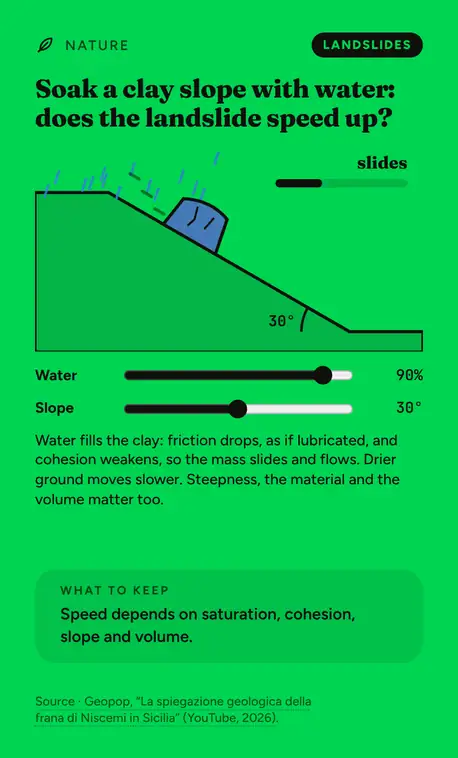 NATURE
LANDSLIDES
Soak a clay slope with water:
does the landslide speed up?
slides
30°
Water 90%
Slope 30°
Water fills the clay: friction drops, as if lubricated, and
cohesion weakens, so the mass slides and flows. Drier
ground moves slower. Steepness, the material and the
volume matter too.
WHAT TO KEEP
Speed depends on saturation, cohesion,
slope and volume.
Source · Geopop, "La spiegazione geologica della
frana di Niscemi in Sicilia" (YouTube, 2026).